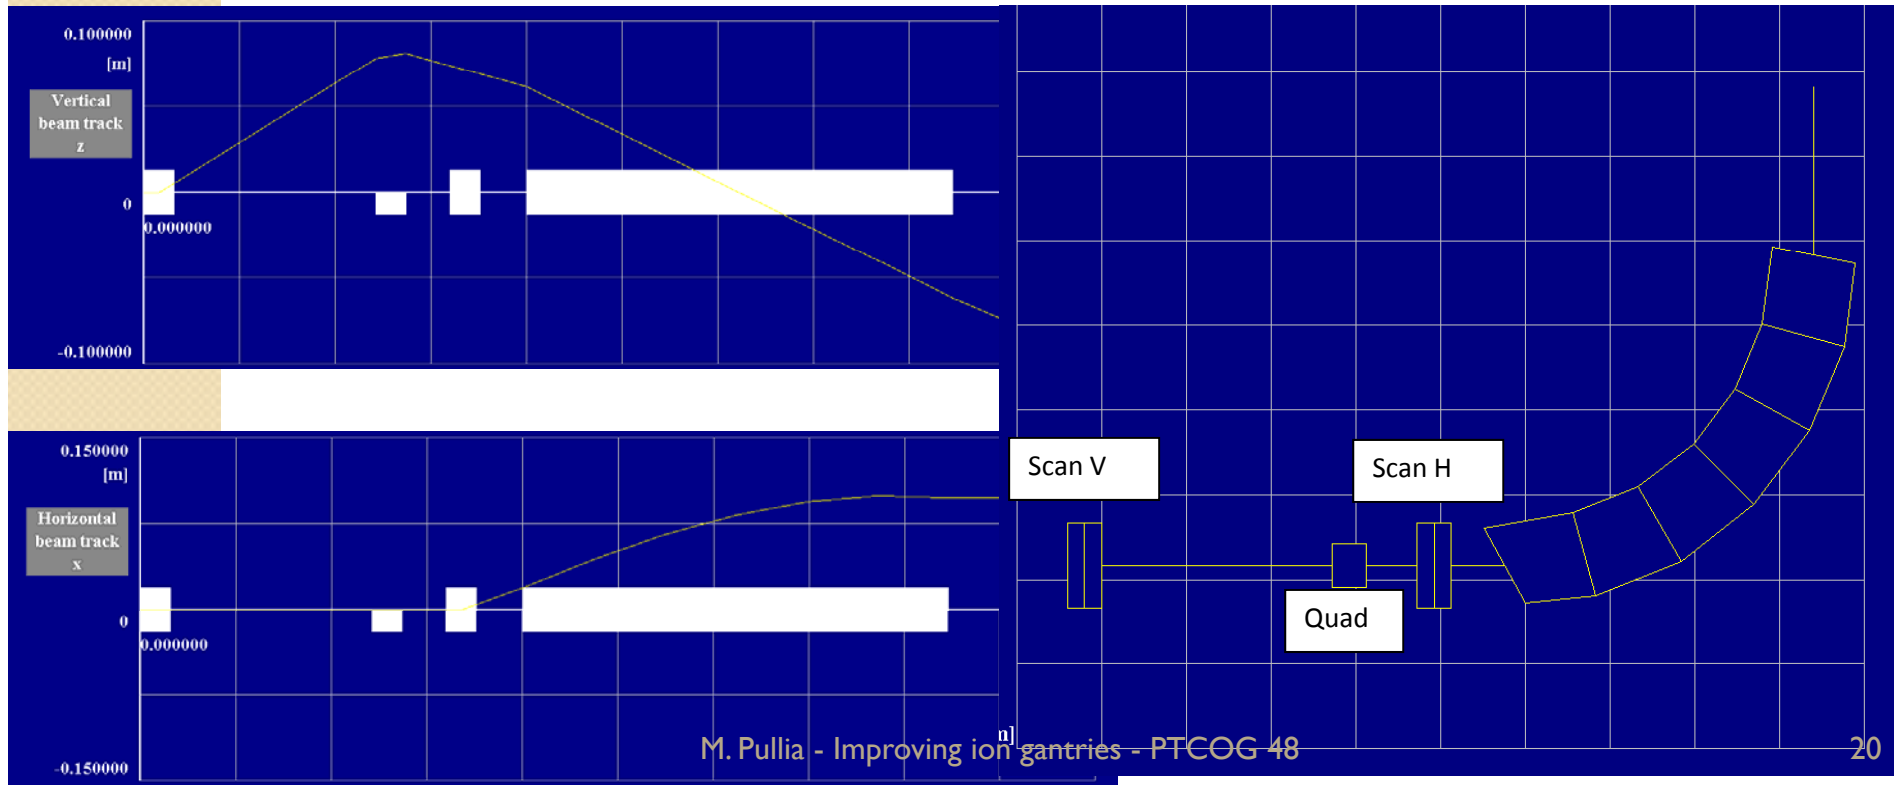 0.100000
[m]
Vertical
beam track
z
0
0.000000
-0.100000
0.150000
[m]
Horizontal
beam track
x
0
0.000000
-0.150000
Scan V
Scan H
Quad
n]
M. Pullia - Improving ion gantries - PTCOG 48
20